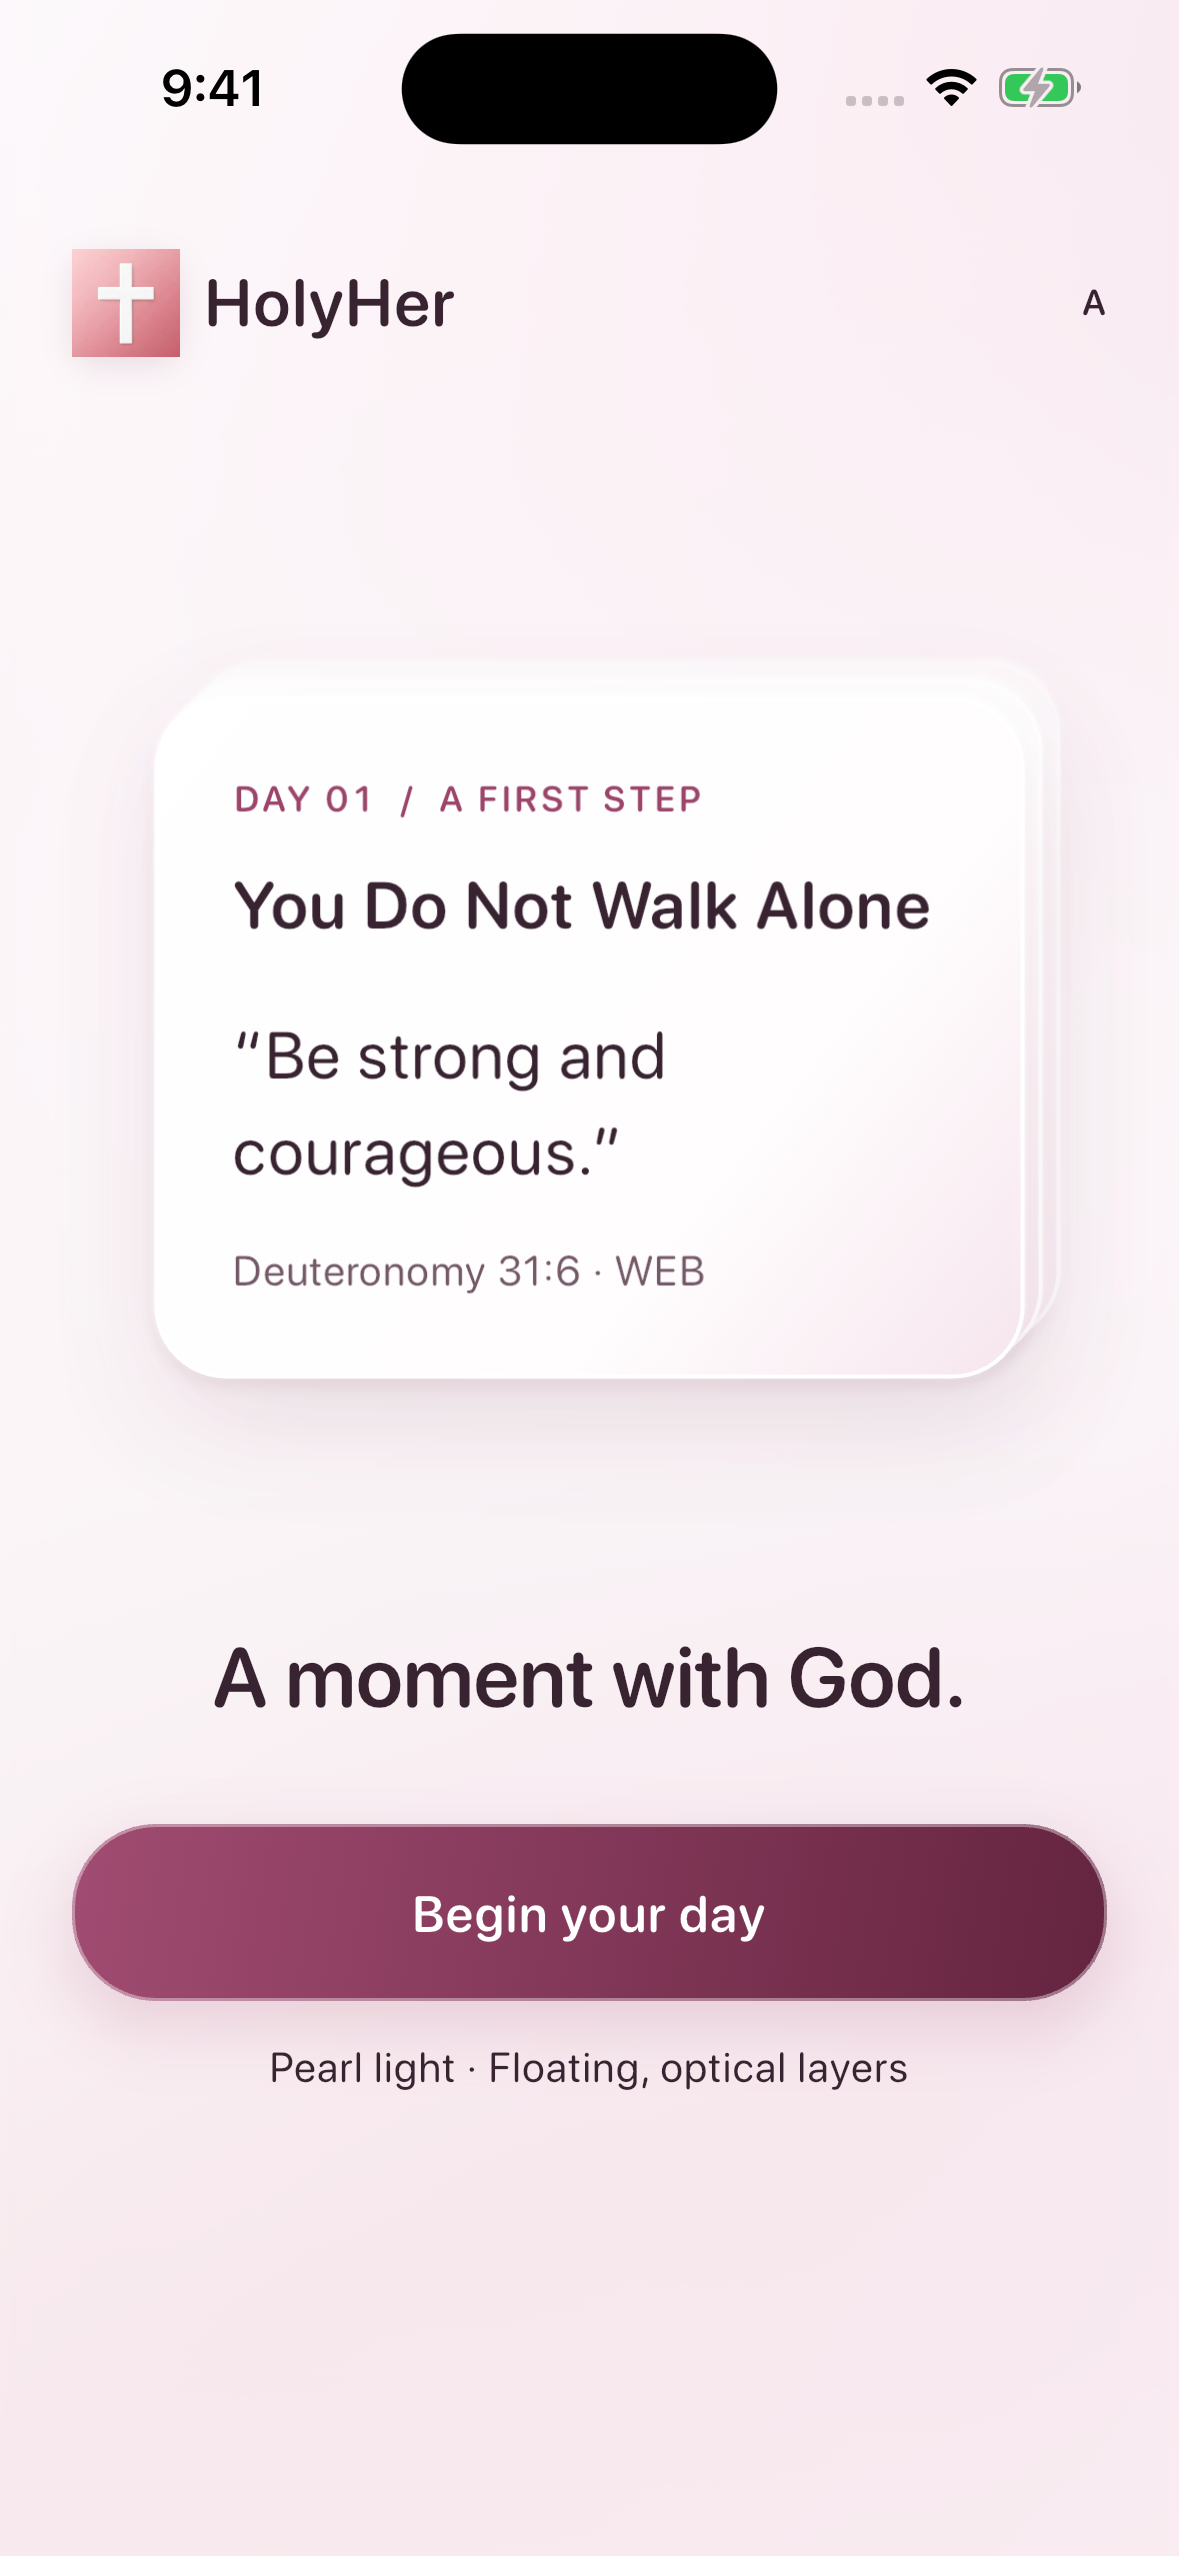 9:41
HolyHer
A
DAY 01 / A FIRST STEP
You Do Not Walk Alone
“Be strong and
courageous.”
Deuteronomy 31:6 · WEB
A moment with God.
Begin your day
Pearl light · Floating, optical layers